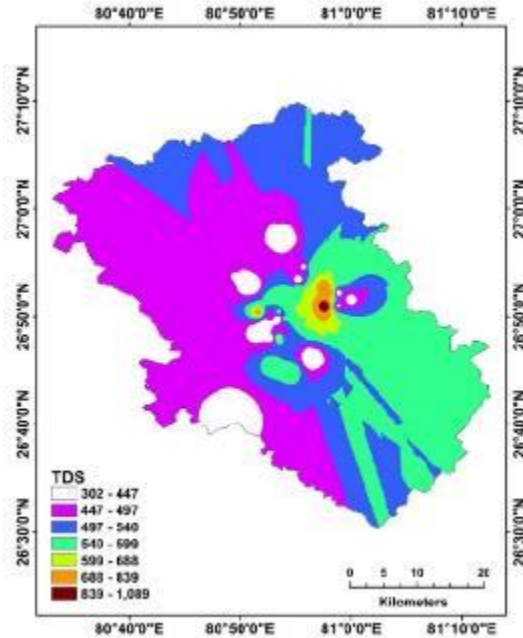 80°40'0"E 80°50'0"E 81°0'0"E 81°10'0"E
27°10'0"N 27°10'0"N
27°0'0"N 27°0'0"N
26°50'0"N 26°50'0"N
26°40'0"N 26°40'0"N
26°30'0"N 26°30'0"N
TDS
302 - 447
447 - 497
497 - 540
540 - 599
599 - 688
688 - 839
839 - 1,089
0 5 10 20
Kilometers
80°40'0"E 80°50'0"E 81°0'0"E 81°10'0"E